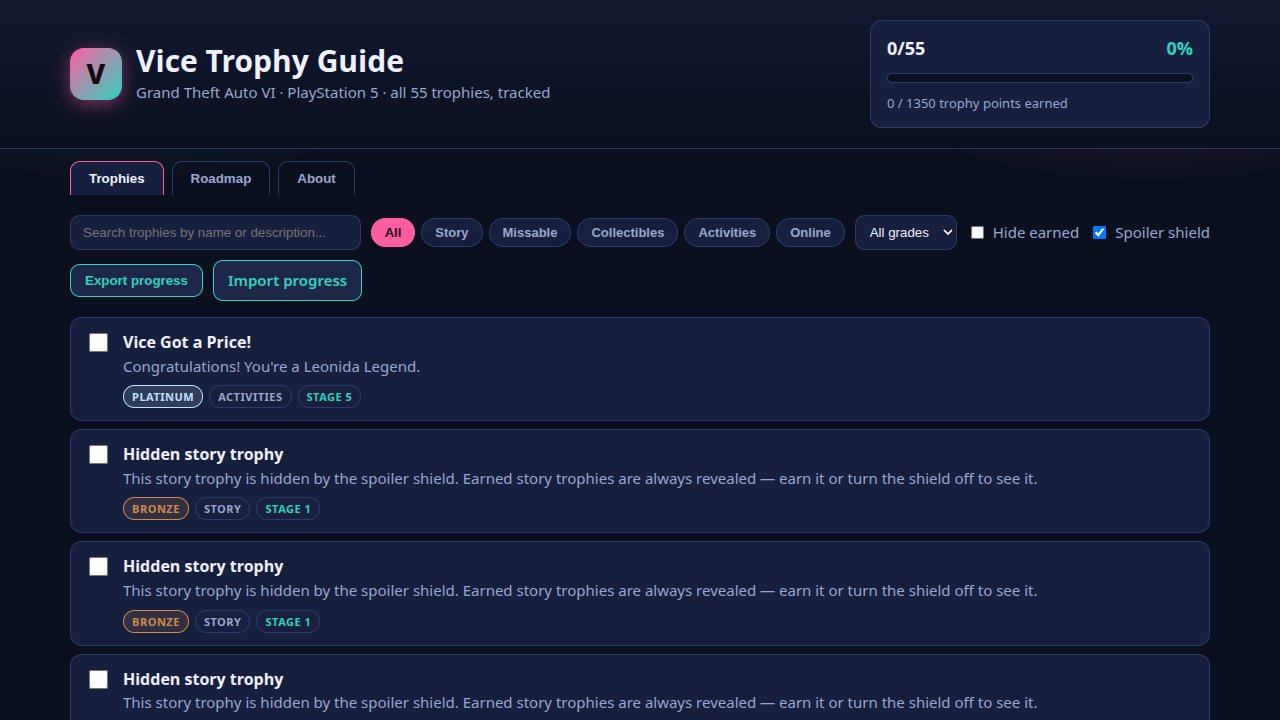 V
Vice Trophy Guide
Grand Theft Auto VI · PlayStation 5 · all 55 trophies, tracked
0/55 0%
0 / 1350 trophy points earned
Trophies Roadmap About
Search trophies by name or description... All Story Missable Collectibles Activities Online All grades Hide earned Spoiler shield
Export progress Import progress
Vice Got a Price!
Congratulations! You're a Leonida Legend.
PLATINUM ACTIVITIES STAGE 5
Hidden story trophy
This story trophy is hidden by the spoiler shield. Earned story trophies are always revealed — earn it or turn the shield off to see it.
BRONZE STORY STAGE 1
Hidden story trophy
This story trophy is hidden by the spoiler shield. Earned story trophies are always revealed — earn it or turn the shield off to see it.
BRONZE STORY STAGE 1
Hidden story trophy
This story trophy is hidden by the spoiler shield. Earned story trophies are always revealed — earn it or turn the shield off to see it.